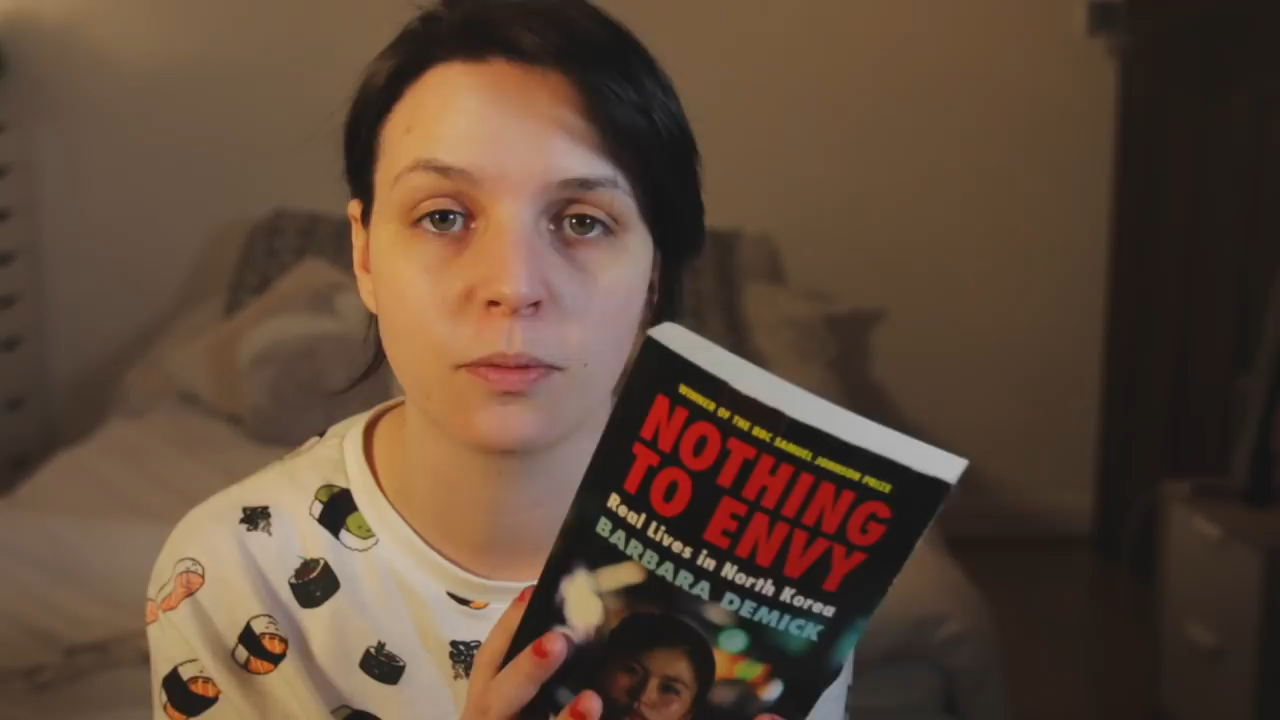 WINNER OF THE BBC SAMUEL JOHNSON PRIZE
NOTHING
TO ENVY
Real Lives in North Korea
BARBARA DEMICK